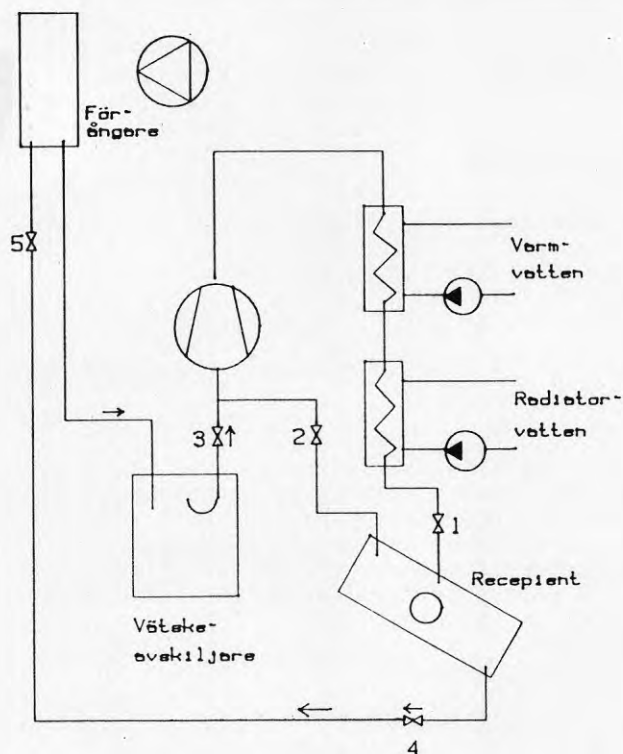 För-
ångare
5
Varm-
vatten
Radiator-
vatten
3
2
1
Recepient
Vätske-
avskiljare
4